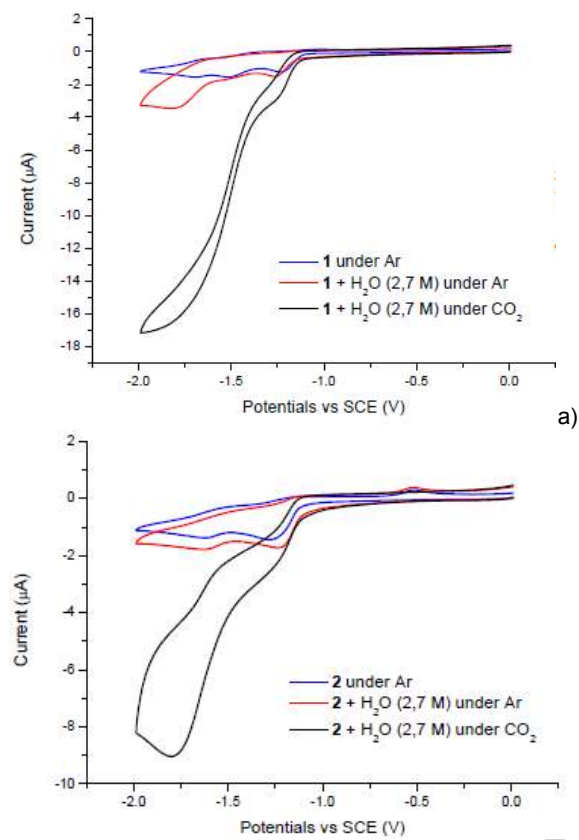 2
0
-2
-4
-6
-8
-10
-12
-14
-16
-18
Current (μA)
1 under Ar
1 + H2O (2,7 M) under Ar
1 + H2O (2,7 M) under CO2
-2.0 -1.5 -1.0 -0.5 0.0
Potentials vs SCE (V)
a)
2
0
-2
-4
-6
-8
-10
Current (μA)
2 under Ar
2 + H2O (2,7 M) under Ar
2 + H2O (2,7 M) under CO2
-2.0 -1.5 -1.0 -0.5 0.0
Potentials vs SCE (V)